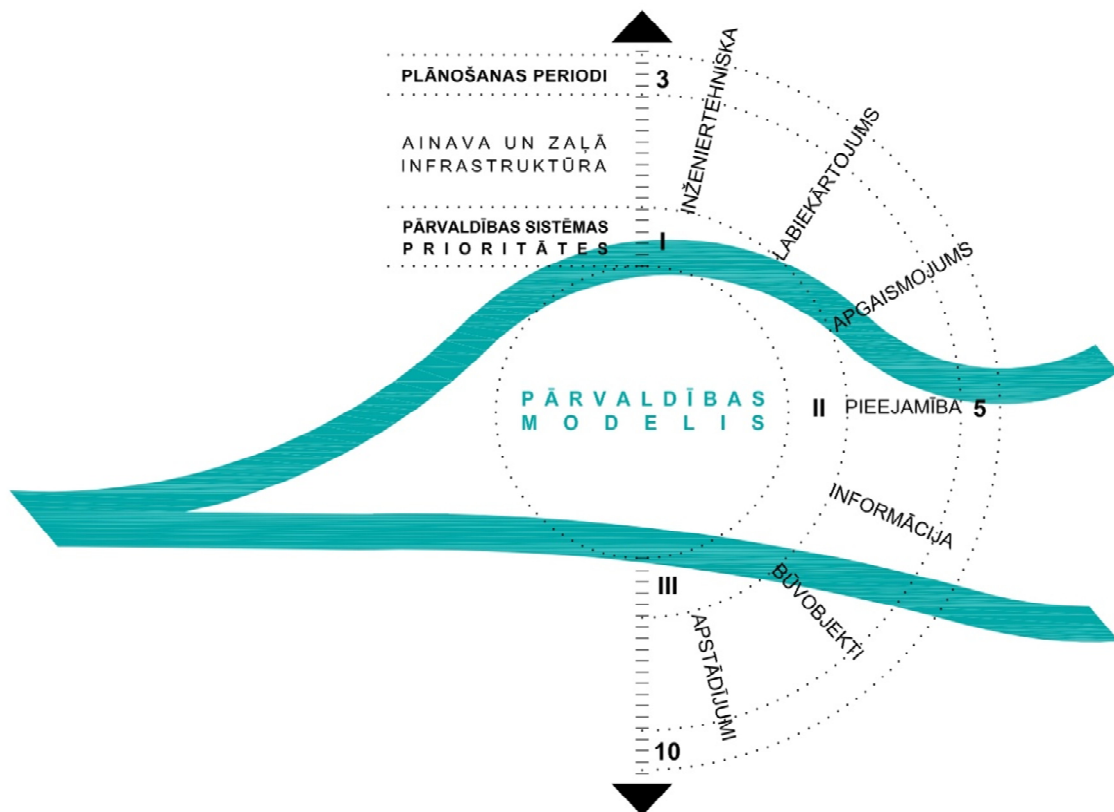 PLĀNOŠANAS PERIODI
3
AINAVA UN ZAĻĀ
INFRASTRUKTŪRA
PĀRVALDĪBAS SISTĒMAS
PRIORITĀTES
I
INŽENIERTEHNISKA
LABIEKĀRTOJUMS
APGAISMOJUMS
PĀRVALDĪBAS
MODELIS
II
PIEEJAMĪBA
5
INFORMĀCIJA
BŪVOBJEKTI
III
APSTĀDĪJUMI
10